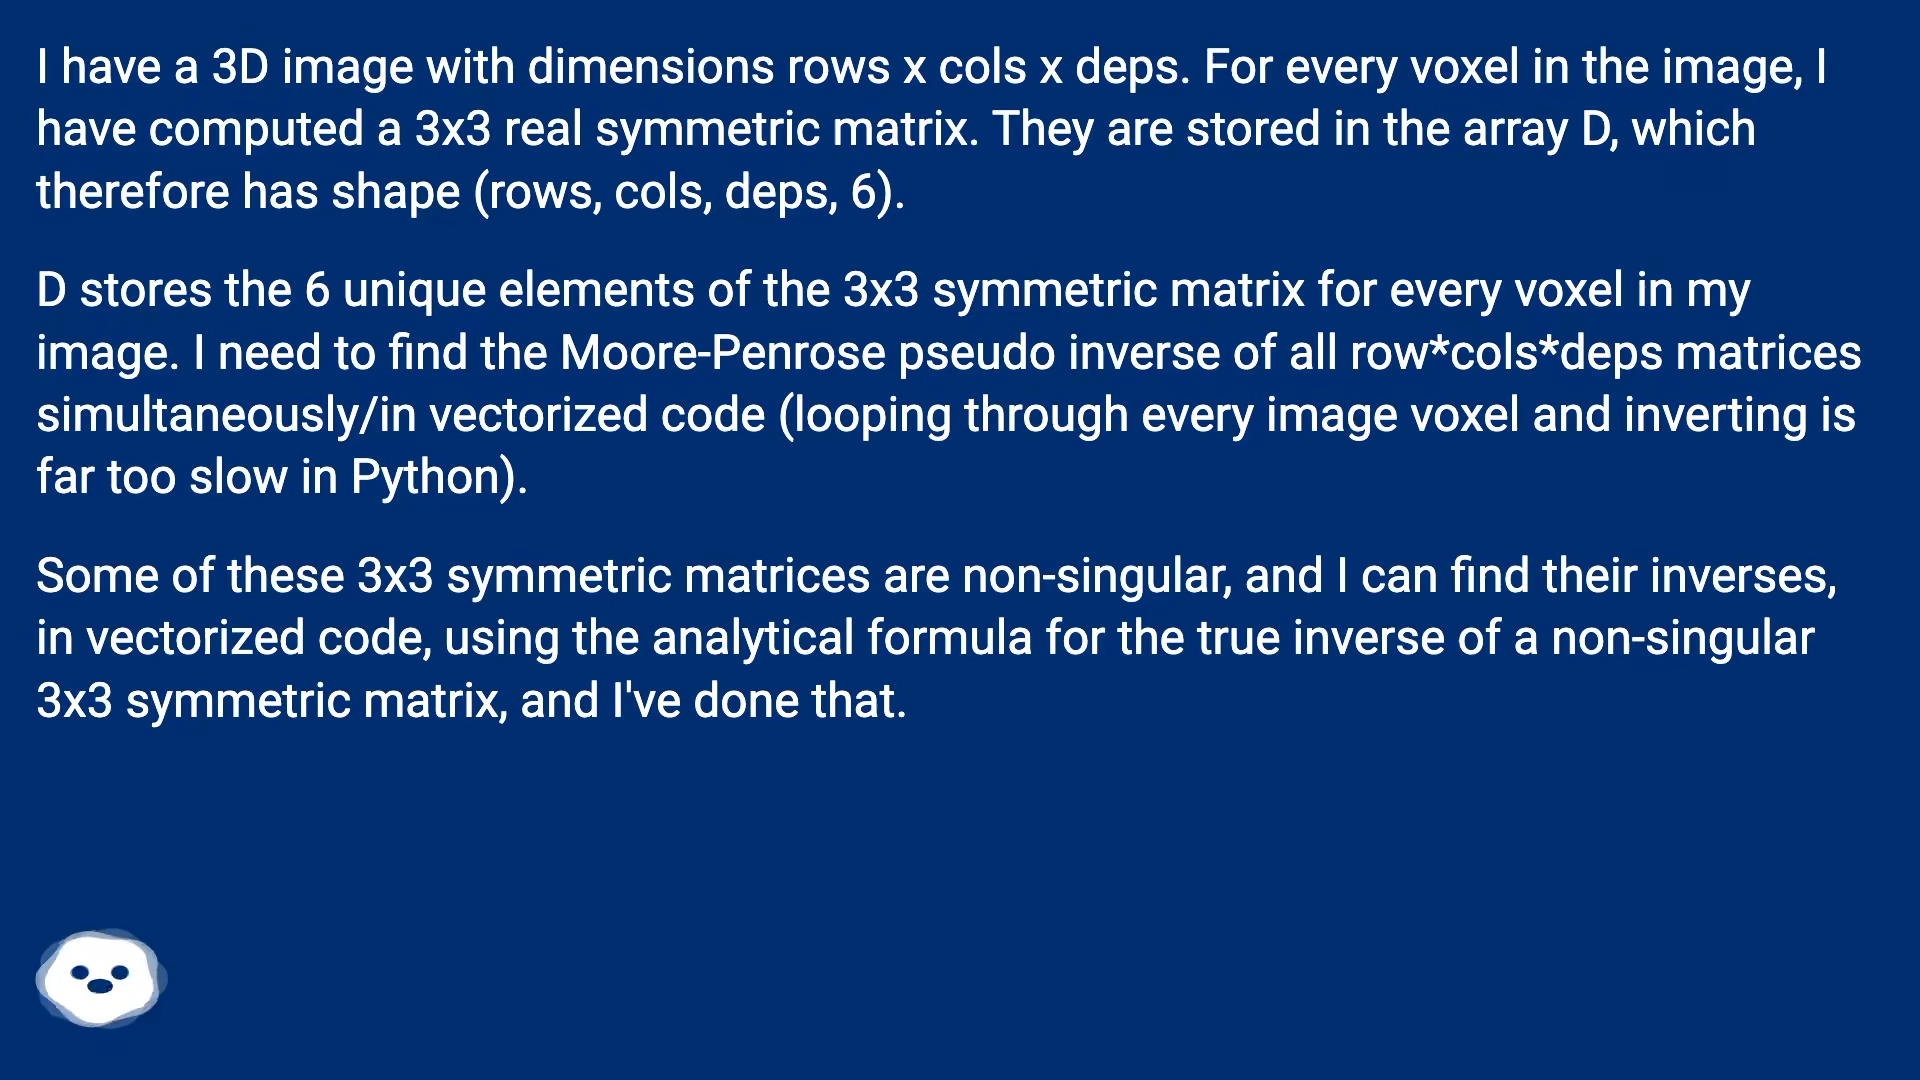 I have a 3D image with dimensions rows x cols x deps. For every voxel in the image, I
have computed a 3x3 real symmetric matrix. They are stored in the array D, which
therefore has shape (rows, cols, deps, 6).
D stores the 6 unique elements of the 3x3 symmetric matrix for every voxel in my
image. I need to find the Moore-Penrose pseudo inverse of all row*cols*deps matrices
simultaneously/in vectorized code (looping through every image voxel and inverting is
far too slow in Python).
Some of these 3x3 symmetric matrices are non-singular, and I can find their inverses,
in vectorized code, using the analytical formula for the true inverse of a non-singular
3x3 symmetric matrix, and I've done that.